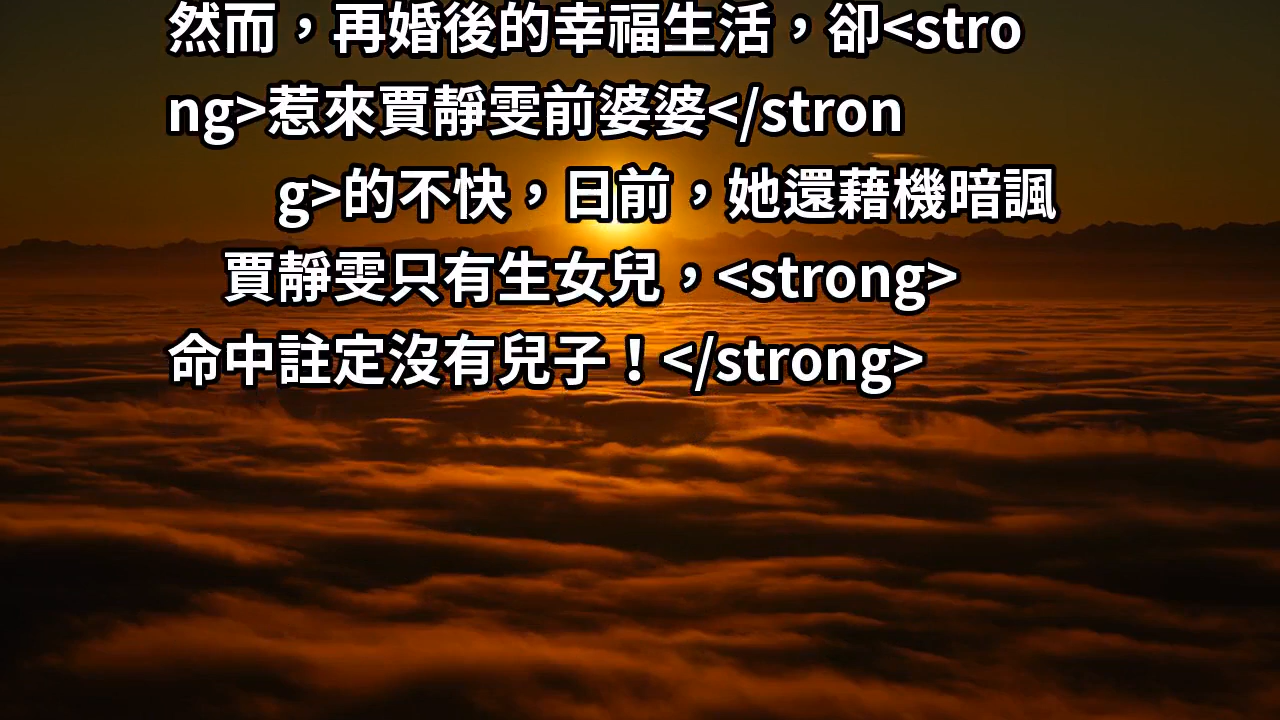 然而，再婚後的幸福生活，卻<stro
ng>惹來賈靜雯前婆婆</stron
g>的不快，日前，她還藉機暗諷
賈靜雯只有生女兒，<strong>
命中註定沒有兒子！</strong>